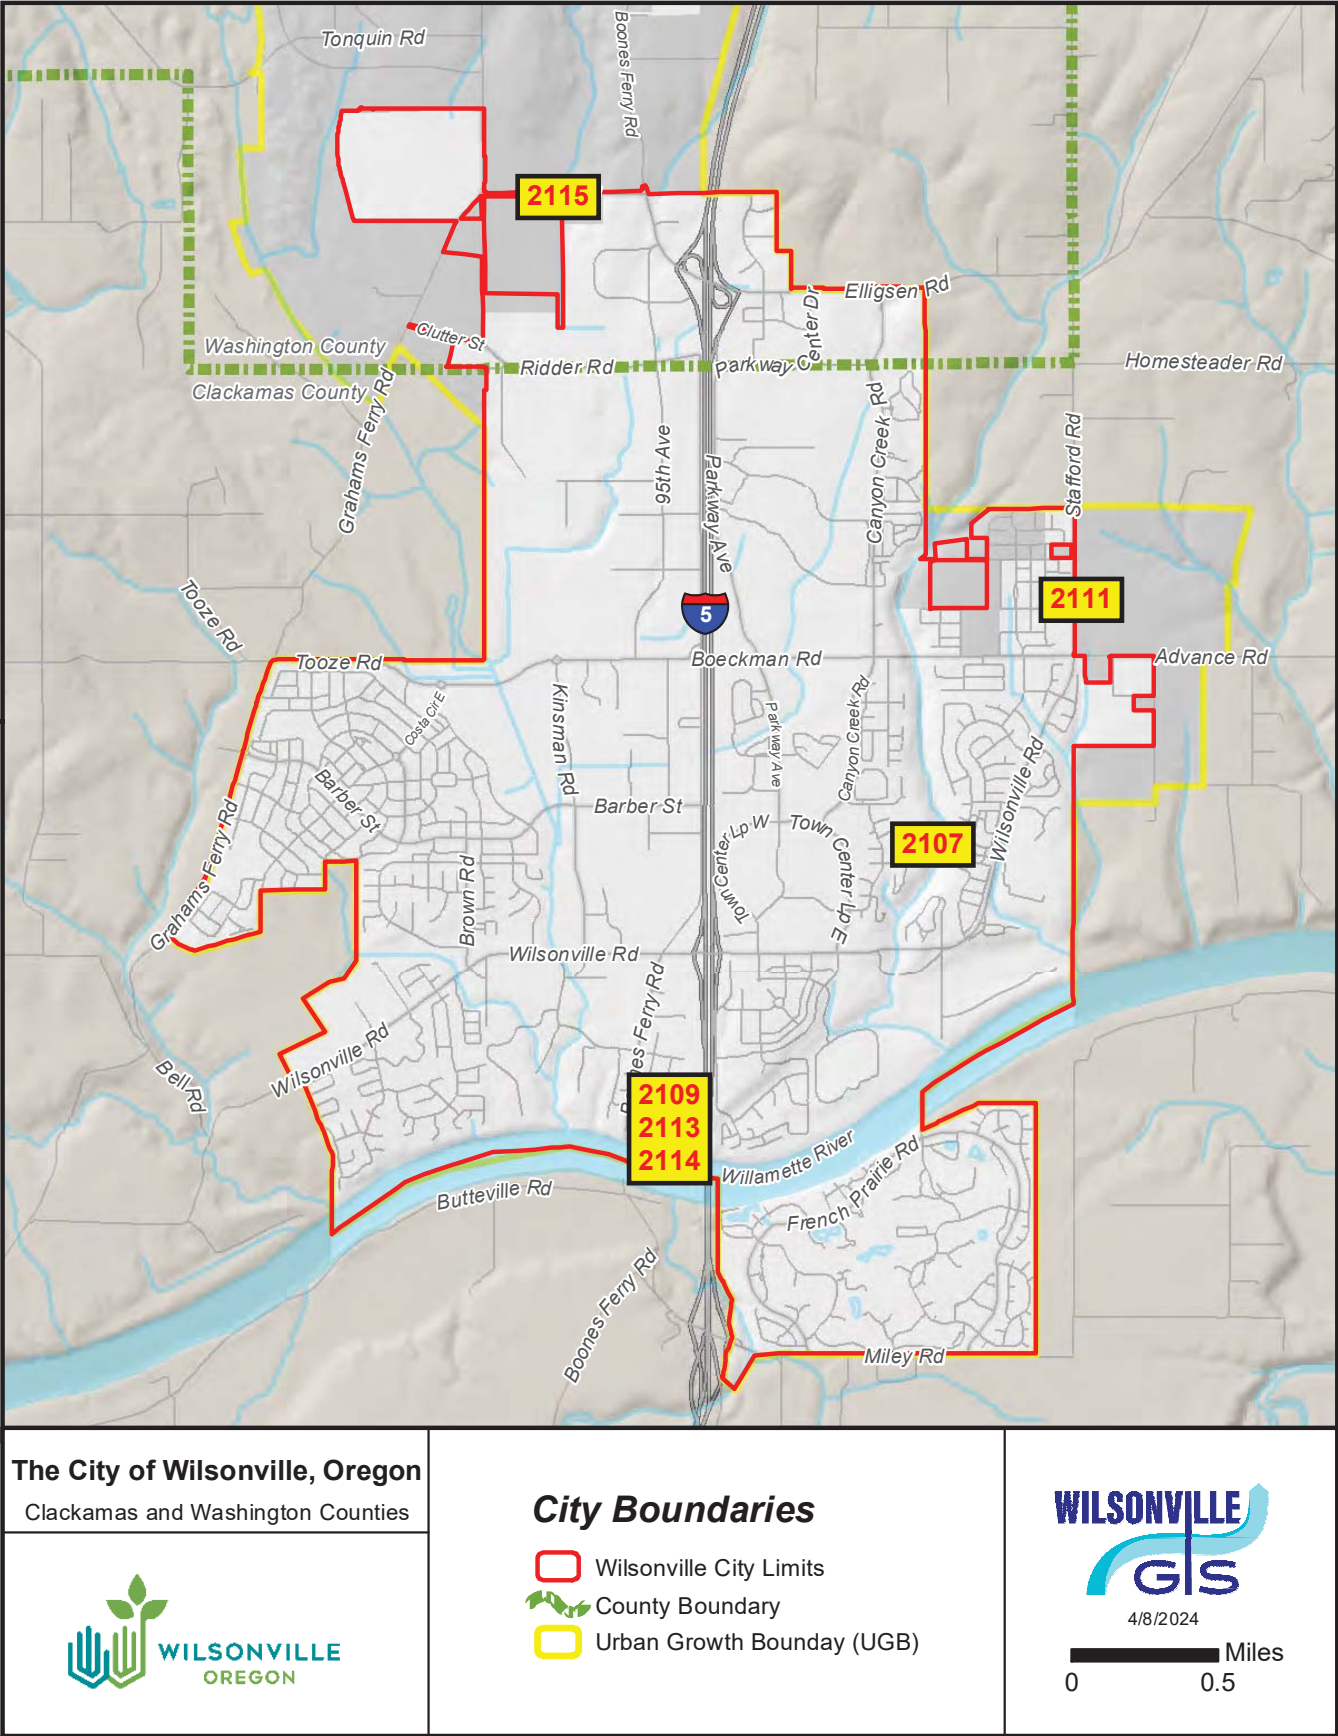 Tonquin Rd
Boones Ferry Rd
2115
Elligsen Rd
Parkway Center Dr
Clutter St
Washington County
Clackamas County
Ridder Rd
Homesteader Rd
Grahams Ferry Rd
95th Ave
Parkway Ave
Canyon Creek Rd
Stafford Rd
Tooze Rd
5
2111
Tooze Rd
Boeckman Rd
Advance Rd
Costa Cir E
Kinsman Rd
Parkway Ave
Canyon Creek Rd
Wilsonville Rd
Barber St
Barber St
Grahams Ferry Rd
Town Center Lp W
Town Center Lp E
2107
Brown Rd
Wilsonville Rd
Wilsonville Rd
Bell Rd
es Ferry Rd
2109
2113
2114
Willamette River
French Prairie Rd
Butteville Rd
Boones Ferry Rd
Miley Rd
The City of Wilsonville, Oregon
Clackamas and Washington Counties
WILSONVILLE
OREGON
City Boundaries
Wilsonville City Limits
County Boundary
Urban Growth Bounday (UGB)
WILSONVILLE
GIS
4/8/2024
Miles
0 0.5